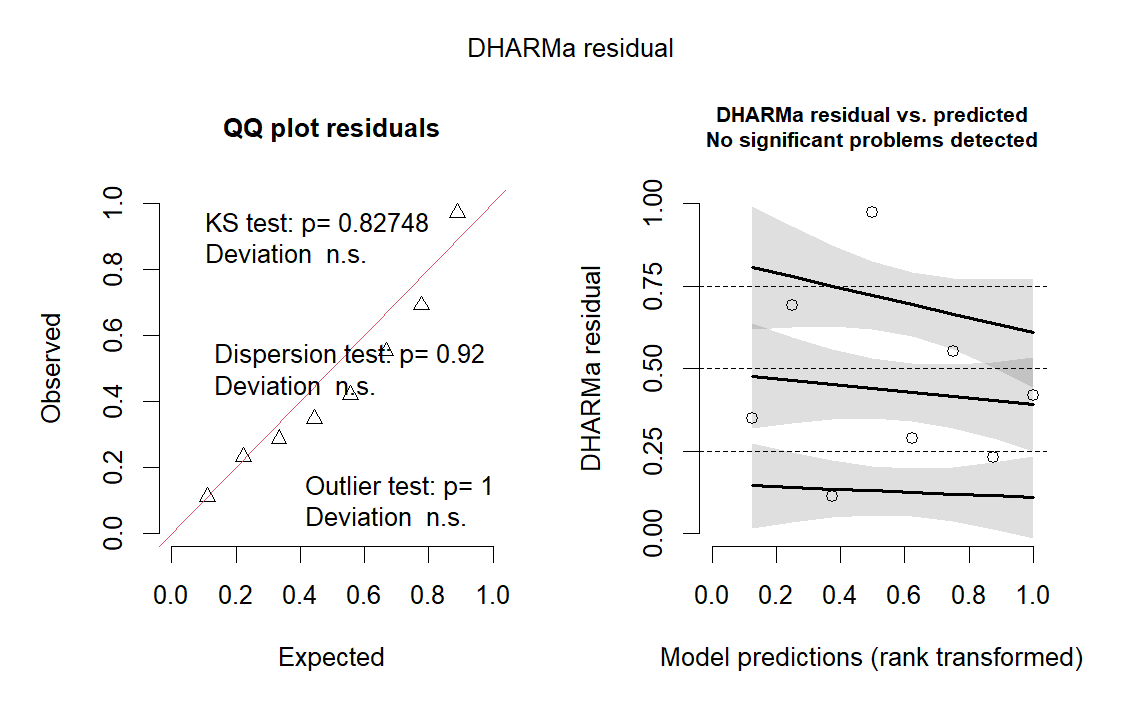 DHARMa residual
QQ plot residuals
KS test: p= 0.82748
Deviation  n.s.
Dispersion test: p= 0.92
Deviation  n.s.
Outlier test: p= 1
Deviation  n.s.
Observed
0.0 0.2 0.4 0.6 0.8 1.0
0.0 0.2 0.4 0.6 0.8 1.0
Expected
DHARMa residual vs. predicted
No significant problems detected
DHARMa residual
0.00 0.25 0.50 0.75 1.00
0.0 0.2 0.4 0.6 0.8 1.0
Model predictions (rank transformed)